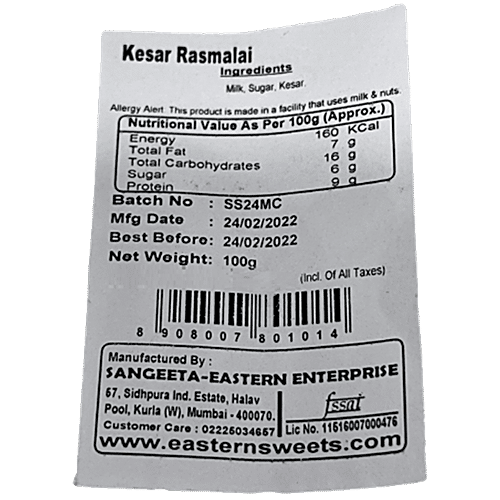 Kesar Rasmalai
Ingredients
Milk, Sugar, Kesar.
Allergy Alert This product is made in a facility that uses milk & nuts.
Nutritional Value As Per 100g (Approx.)
Energy 160 KCal
Total Fat 7 g
Total Carbohydrates 16 g
Sugar 6 g
Protein 9 g
Batch No : SS24MC
Mfg Date : 24/02/2022
Best Before: 24/02/2022
Net Weight: 100g
(Incl. Of All Taxes)
8 908007 801014
Manufactured By :
SANGEETA-EASTERN ENTERPRISE
57, Sidhpura Ind. Estate, Halav
Pool, Kurla (W), Mumbai - 400070.
Customer Care : 02225034657
fssai
Lic No. 11516007000476
www.easternsweets.com